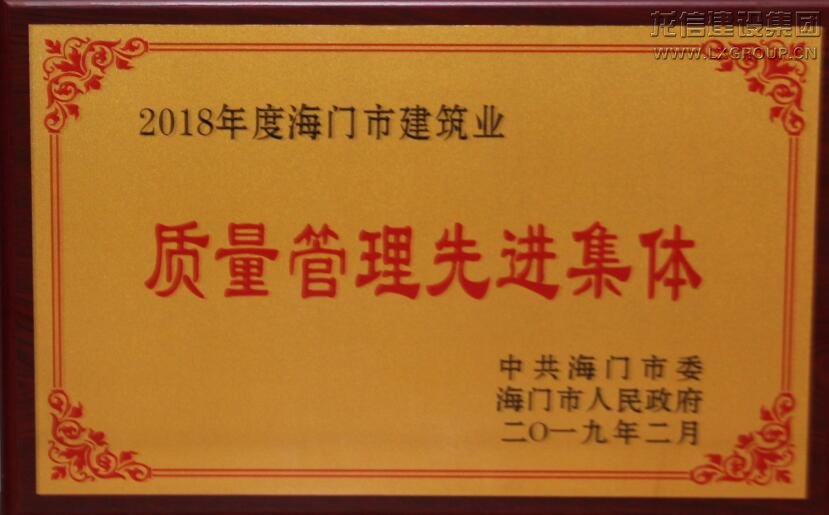 龙信建设集团
WWW.LXGROUP.CN
2018年度海门市建筑业
质量管理先进集体
中共海门市委
海门市人民政府
二〇一九年二月